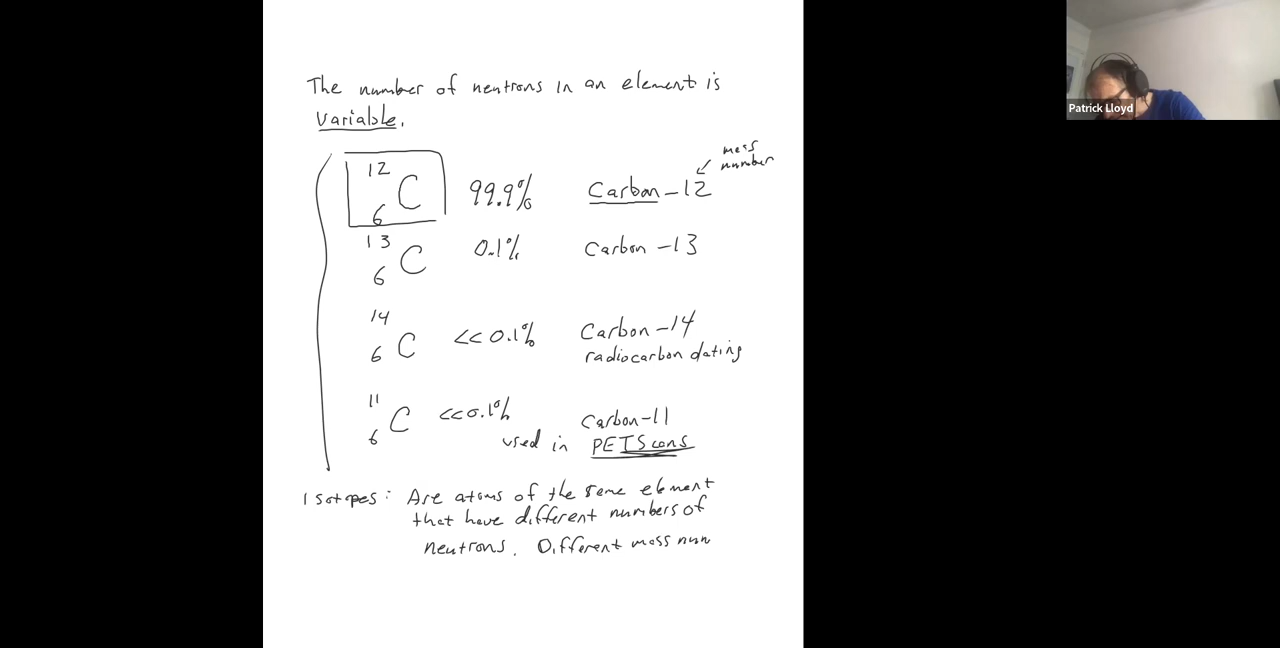 The number of neutrons in an element is
variable.
mass
number
12
6 C 99.9% Carbon-12
13
6 C 0.1% Carbon-13
14
6 C <<0.1% Carbon-14
radiocarbon dating
11
6 C <<0.1% Carbon-11
used in PET Scans
Isotopes: Are atoms of the same element
that have different numbers of
neutrons. Different mass num
Patrick Lloyd